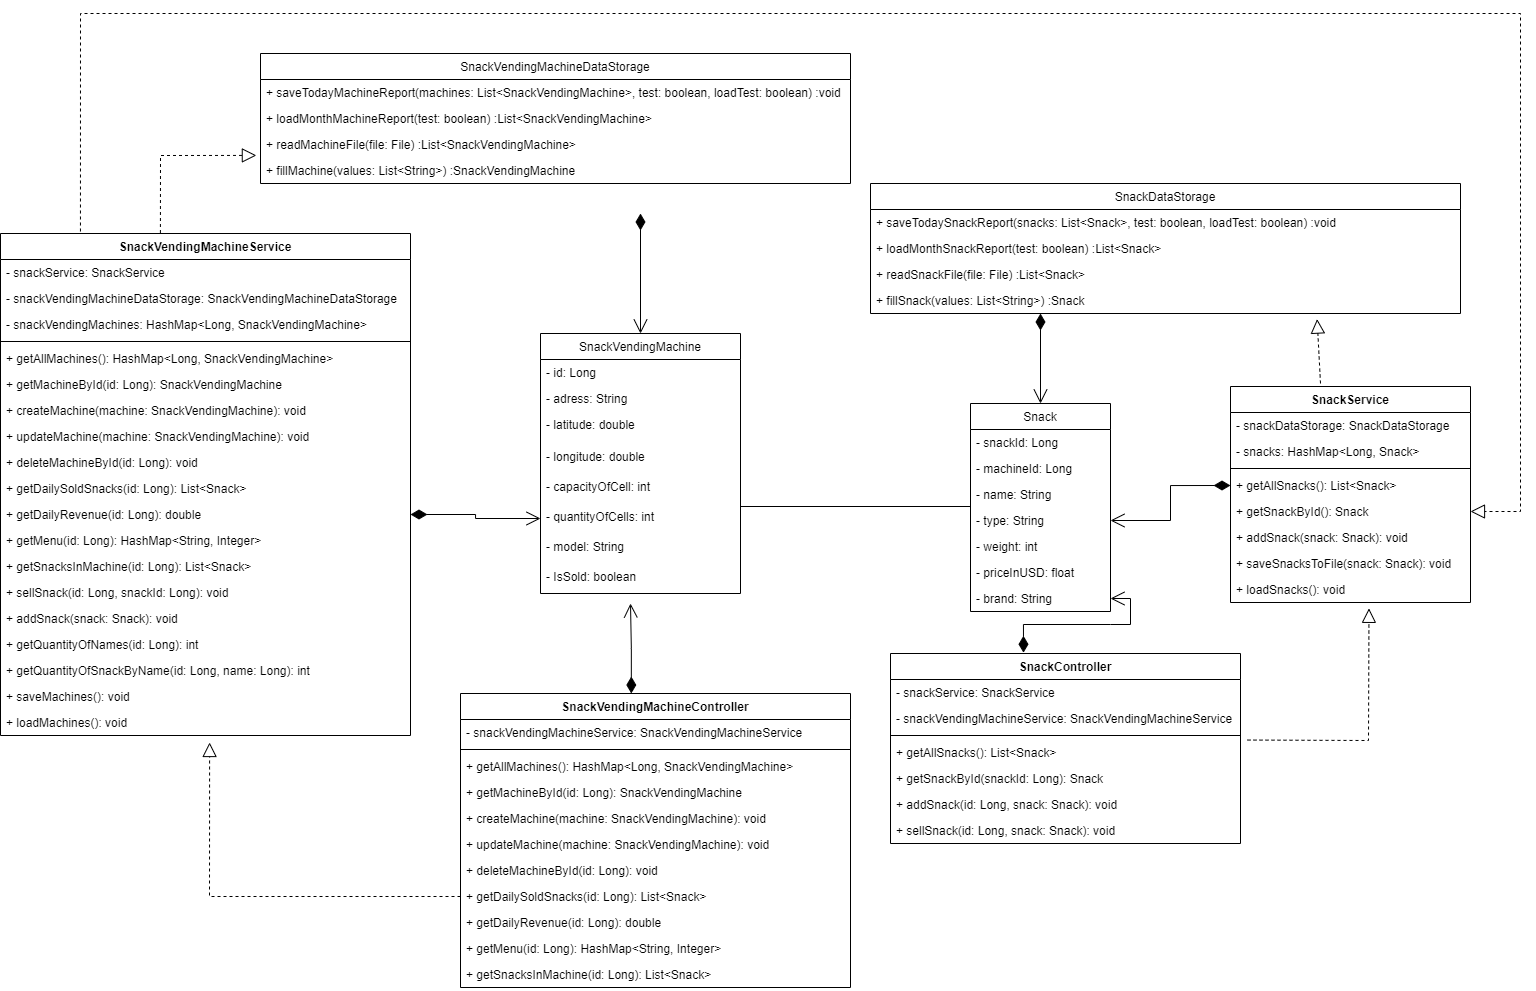 SnackVendingMachineDataStorage
+ saveTodayMachineReport(machines: List<SnackVendingMachine>, test: boolean, loadTest: boolean) :void
+ loadMonthMachineReport(test: boolean) :List<SnackVendingMachine>
+ readMachineFile(file: File) :List<SnackVendingMachine>
+ fillMachine(values: List<String>) :SnackVendingMachine
SnackDataStorage
+ saveTodaySnackReport(snacks: List<Snack>, test: boolean, loadTest: boolean) :void
+ loadMonthSnackReport(test: boolean) :List<Snack>
+ readSnackFile(file: File) :List<Snack>
+ fillSnack(values: List<String>) :Snack
SnackVendingMachineService
- snackService: SnackService
- snackVendingMachineDataStorage: SnackVendingMachineDataStorage
- snackVendingMachines: HashMap<Long, SnackVendingMachine>
+ getAllMachines(): HashMap<Long, SnackVendingMachine>
+ getMachineById(id: Long): SnackVendingMachine
+ createMachine(machine: SnackVendingMachine): void
+ updateMachine(machine: SnackVendingMachine): void
+ deleteMachineById(id: Long): void
+ getDailySoldSnacks(id: Long): List<Snack>
+ getDailyRevenue(id: Long): double
+ getMenu(id: Long): HashMap<String, Integer>
+ getSnacksInMachine(id: Long): List<Snack>
+ sellSnack(id: Long, snackId: Long): void
+ addSnack(snack: Snack): void
+ getQuantityOfNames(id: Long): int
+ getQuantityOfSnackByName(id: Long, name: Long): int
+ saveMachines(): void
+ loadMachines(): void
SnackVendingMachine
- id: Long
- adress: String
- latitude: double
- longitude: double
- capacityOfCell: int
- quantityOfCells: int
- model: String
- IsSold: boolean
Snack
- snackId: Long
- machineId: Long
- name: String
- type: String
- weight: int
- priceInUSD: float
- brand: String
SnackService
- snackDataStorage: SnackDataStorage
- snacks: HashMap<Long, Snack>
+ getAllSnacks(): List<Snack>
+ getSnackById(): Snack
+ addSnack(snack: Snack): void
+ saveSnacksToFile(snack: Snack): void
+ loadSnacks(): void
SnackVendingMachineController
- snackVendingMachineService: SnackVendingMachineService
+ getAllMachines(): HashMap<Long, SnackVendingMachine>
+ getMachineById(id: Long): SnackVendingMachine
+ createMachine(machine: SnackVendingMachine): void
+ updateMachine(machine: SnackVendingMachine): void
+ deleteMachineById(id: Long): void
+ getDailySoldSnacks(id: Long): List<Snack>
+ getDailyRevenue(id: Long): double
+ getMenu(id: Long): HashMap<String, Integer>
+ getSnacksInMachine(id: Long): List<Snack>
SnackController
- snackService: SnackService
- snackVendingMachineService: SnackVendingMachineService
+ getAllSnacks(): List<Snack>
+ getSnackById(snackId: Long): Snack
+ addSnack(id: Long, snack: Snack): void
+ sellSnack(id: Long, snack: Snack): void